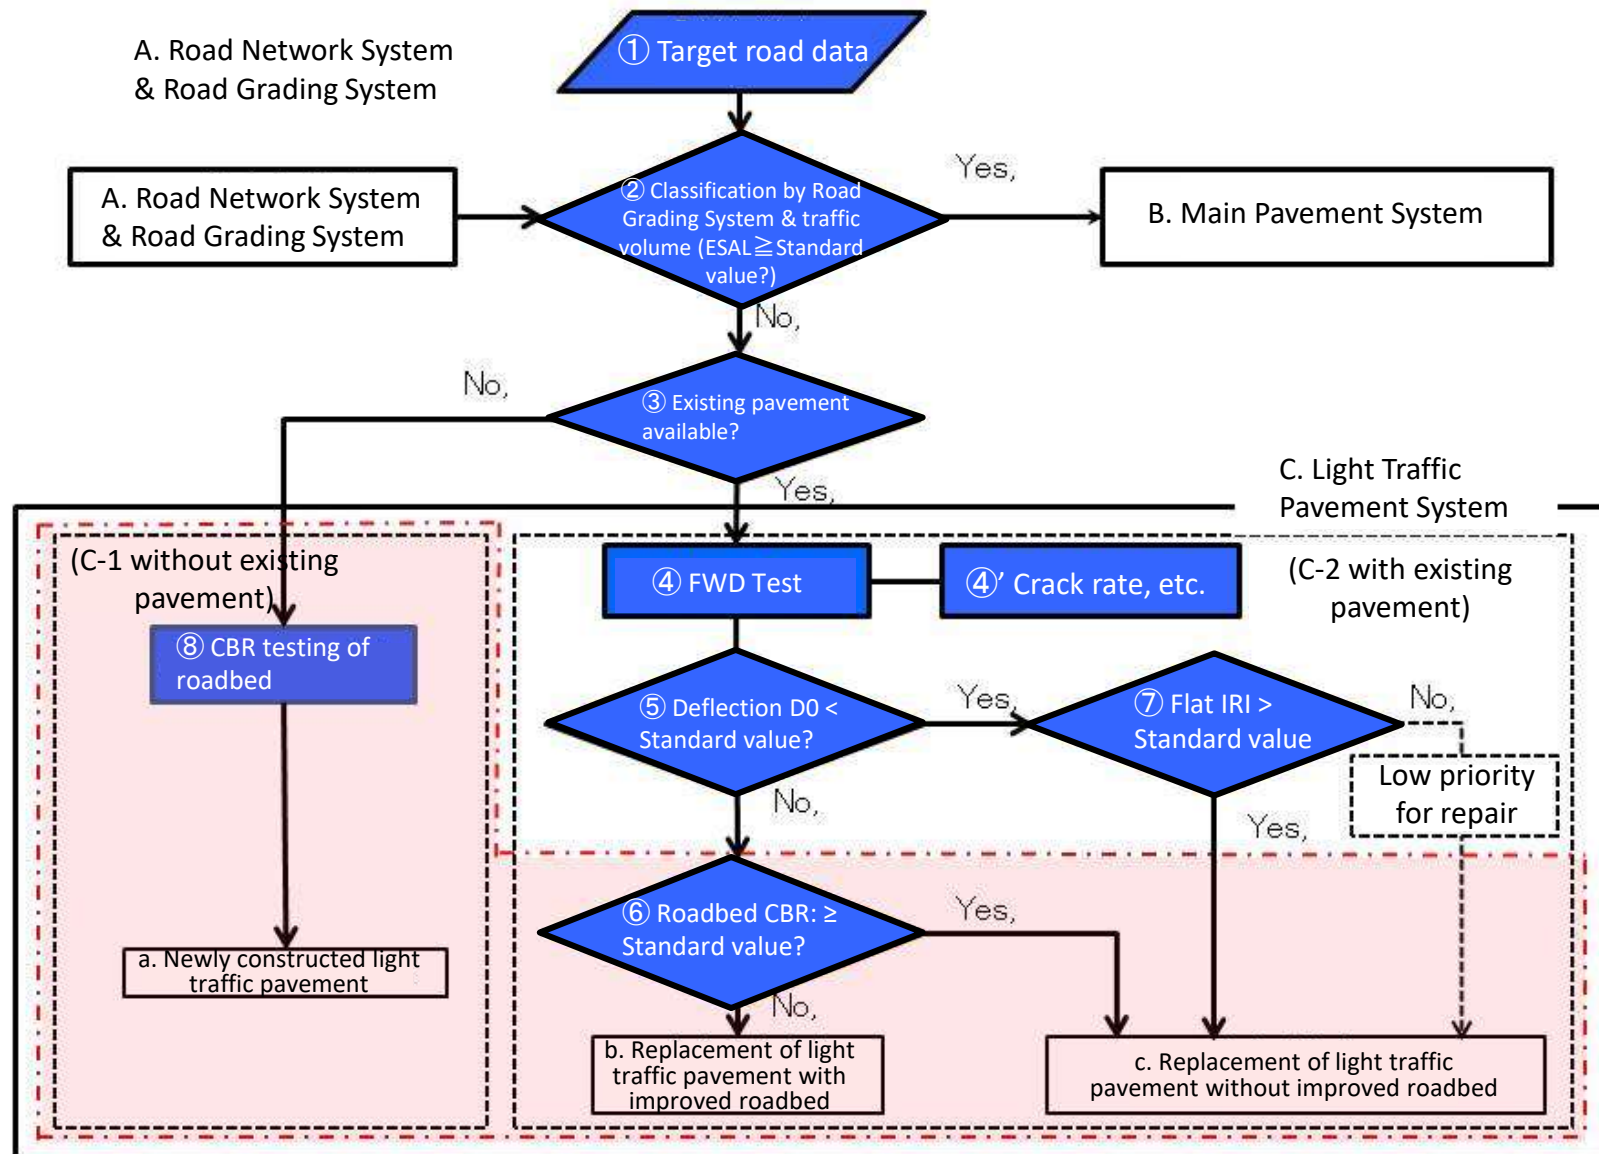 A. Road Network System
& Road Grading System
① Target road data
A. Road Network System
& Road Grading System
② Classification by Road
Grading System & traffic
volume (ESAL≧Standard
value?)
Yes,
B. Main Pavement System
No,
③ Existing pavement
available?
No,
Yes,
C. Light Traffic
Pavement System
(C-1 without existing
pavement)
④ FWD Test
④’ Crack rate, etc.
(C-2 with existing
pavement)
⑧ CBR testing of
roadbed
⑤ Deflection D0 <
Standard value?
Yes,
⑦ Flat IRI >
Standard value
No,
Low priority
for repair
No,
Yes,
⑥ Roadbed CBR: ≥
Standard value?
Yes,
a. Newly constructed light
traffic pavement
No,
b. Replacement of light
traffic pavement with
improved roadbed
c. Replacement of light traffic
pavement without improved roadbed